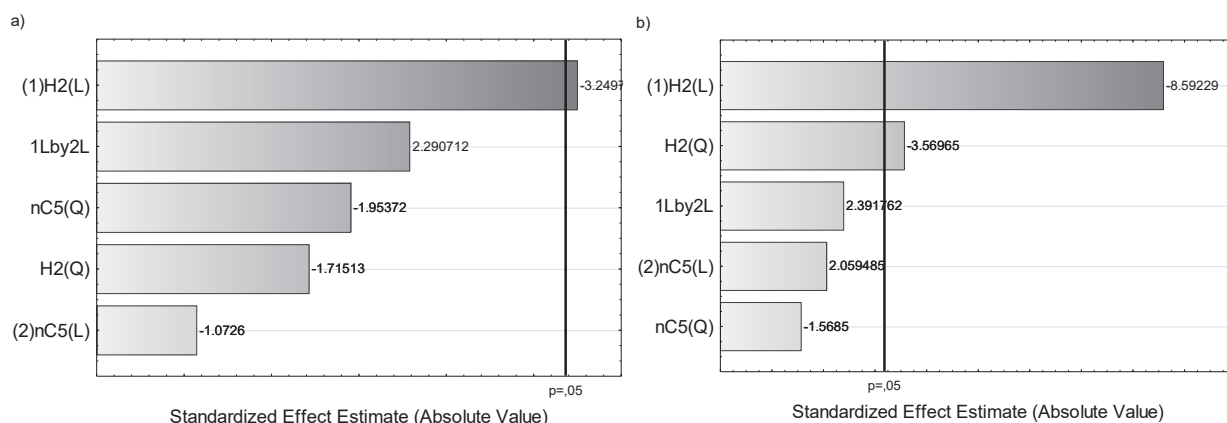 a)
(1)H2(L)
-3.2497
1Lby2L
2.290712
nC5(Q)
-1.95372
H2(Q)
-1.71513
(2)nC5(L)
-1.0726
p=,05
Standardized Effect Estimate (Absolute Value)
b)
(1)H2(L)
-8.59229
H2(Q)
-3.56965
1Lby2L
2.391762
(2)nC5(L)
2.059485
nC5(Q)
-1.5685
p=,05
Standardized Effect Estimate (Absolute Value)